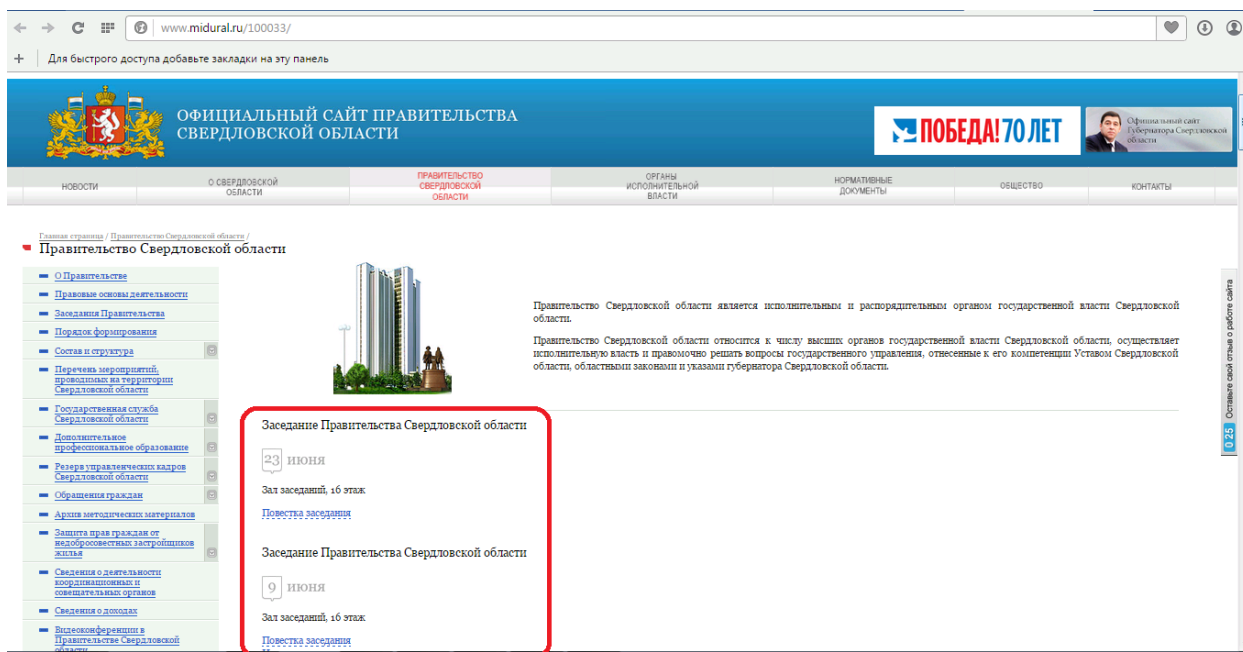 www.midural.ru/100033/
+ Для быстрого доступа добавьте закладки на эту панель
ОФИЦИАЛЬНЫЙ САЙТ ПРАВИТЕЛЬСТВА
СВЕРДЛОВСКОЙ ОБЛАСТИ
ПОБЕДА! 70 ЛЕТ
Официальный сайт
Губернатора Свердловской
области
НОВОСТИ
О СВЕРДЛОВСКОЙ
ОБЛАСТИ
ПРАВИТЕЛЬСТВО
СВЕРДЛОВСКОЙ
ОБЛАСТИ
ОРГАНЫ
ИСПОЛНИТЕЛЬНОЙ
ВЛАСТИ
НОРМАТИВНЫЕ
ДОКУМЕНТЫ
ОБЩЕСТВО
КОНТАКТЫ
Главная страница / Правительство Свердловской области /
Правительство Свердловской области
О Правительстве
Правовые основы деятельности
Заседания Правительства
Порядок формирования
Состав и структура
Перечень мероприятий,
проводимых на территории
Свердловской области
Государственная служба
Свердловской области
Дополнительное
профессиональное образование
Резерв управленческих кадров
Свердловской области
Обращения граждан
Архив методических материалов
Защита прав граждан от
недобросовестных застройщиков
жилья
Сведения о деятельности
координационных и
совещательных органов
Сведения о доходах
Видеоконференции в
Правительстве Свердловской
области
Правительство Свердловской области является исполнительным и распорядительным органом государственной власти Свердловской
области.
Правительство Свердловской области относится к числу высших органов государственной власти Свердловской области, осуществляет
исполнительную власть и правомочно решать вопросы государственного управления, отнесенные к его компетенции Уставом Свердловской
области, областными законами и указами губернатора Свердловской области.
Заседание Правительства Свердловской области
23 июня
Зал заседаний, 16 этаж
Повестка заседания
Заседание Правительства Свердловской области
9 июня
Зал заседаний, 16 этаж
Повестка заседания
0 25 Оставьте свой отзыв о работе сайта